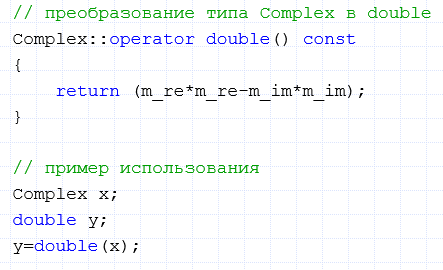 // преобразование типа Complex в double
Complex::operator double() const
{
    return (m_re*m_re-m_im*m_im);
}
// пример использования
Complex x;
double y;
y=double(x);